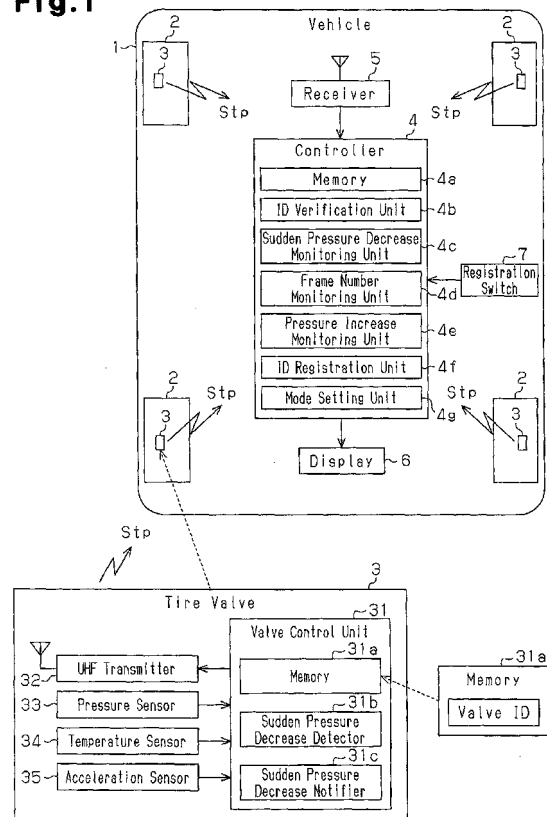 Fig.1
Vehicle
1
2
2
3
3
Stp
Stp
5
Receiver
4
Controller
Memory
4a
ID Verification Unit
4b
Sudden Pressure Decrease
Monitoring Unit
4c
7
Registration
Switch
Frame Number
Monitoring Unit
4d
Pressure Increase
Monitoring Unit
4e
ID Registration Unit
4f
Mode Setting Unit
4g
2
2
3
3
Stp
Stp
Display
6
Stp
3
Tire Valve
31
Valve Control Unit
31a
Memory
UHF Transmitter
32
33
Pressure Sensor
31b
Sudden Pressure
Decrease Detector
34
Temperature Sensor
31c
Sudden Pressure
Decrease Notifier
35
Acceleration Sensor
31a
Memory
Valve ID